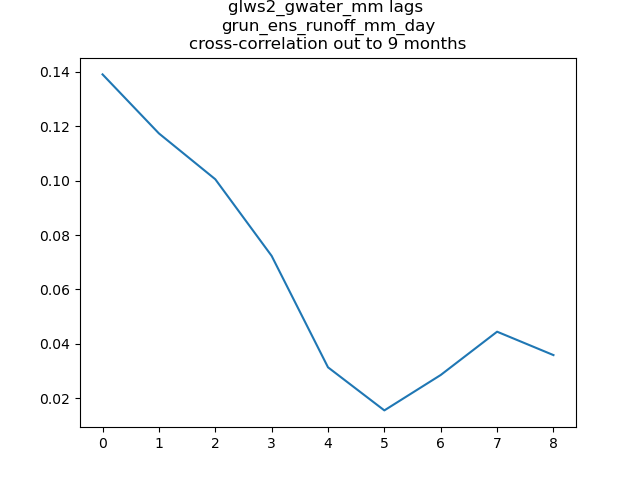 glws2_gwater_mm lags
grun_ens_runoff_mm_day
cross-correlation out to 9 months
0.14
0.12
0.10
0.08
0.06
0.04
0.02
0 1 2 3 4 5 6 7 8